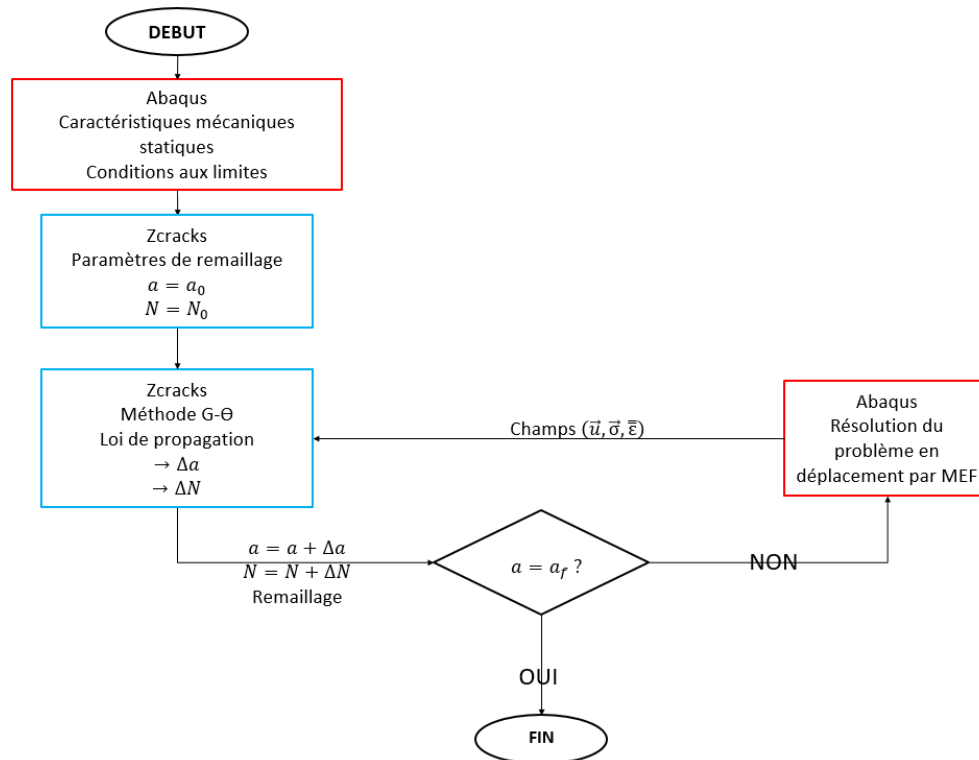 DEBUT
Abaqus
Caractéristiques mécaniques
statiques
Conditions aux limites
Zcracks
Paramètres de remaillage
a = a₀
N = N₀
Zcracks
Méthode G-ϴ
Loi de propagation
→ Δa
→ ΔN
Champs (u⃗, σ⃗, ε̿)
Abaqus
Résolution du
problème en
déplacement par MEF
a = a + Δa
N = N + ΔN
Remaillage
a = a_f ?
NON
OUI
FIN